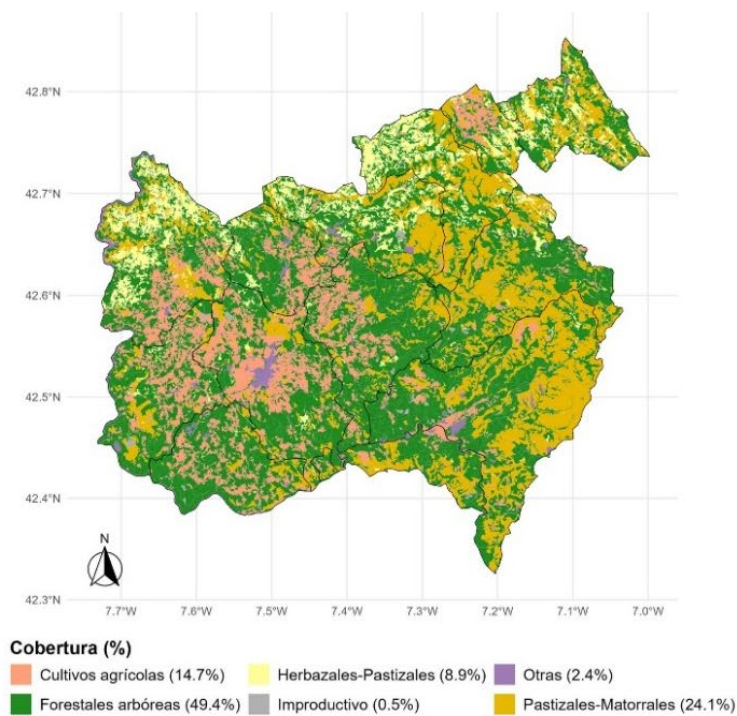 42.8°N
42.7°N
42.6°N
42.5°N
42.4°N
N
42.3°N
7.7°W 7.6°W 7.5°W 7.4°W 7.3°W 7.2°W 7.1°W 7.0°W
Cobertura (%)
Cultivos agrícolas (14.7%) Herbazales-Pastizales (8.9%) Otras (2.4%)
Forestales arbóreas (49.4%) Improductivo (0.5%) Pastizales-Matorrales (24.1%)